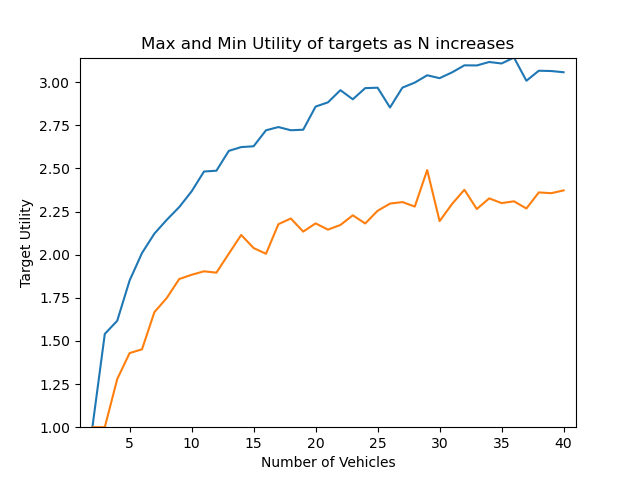 Max and Min Utility of targets as N increases
3.00
2.75
2.50
2.25
2.00
1.75
1.50
1.25
1.00
Target Utility
5 10 15 20 25 30 35 40
Number of Vehicles